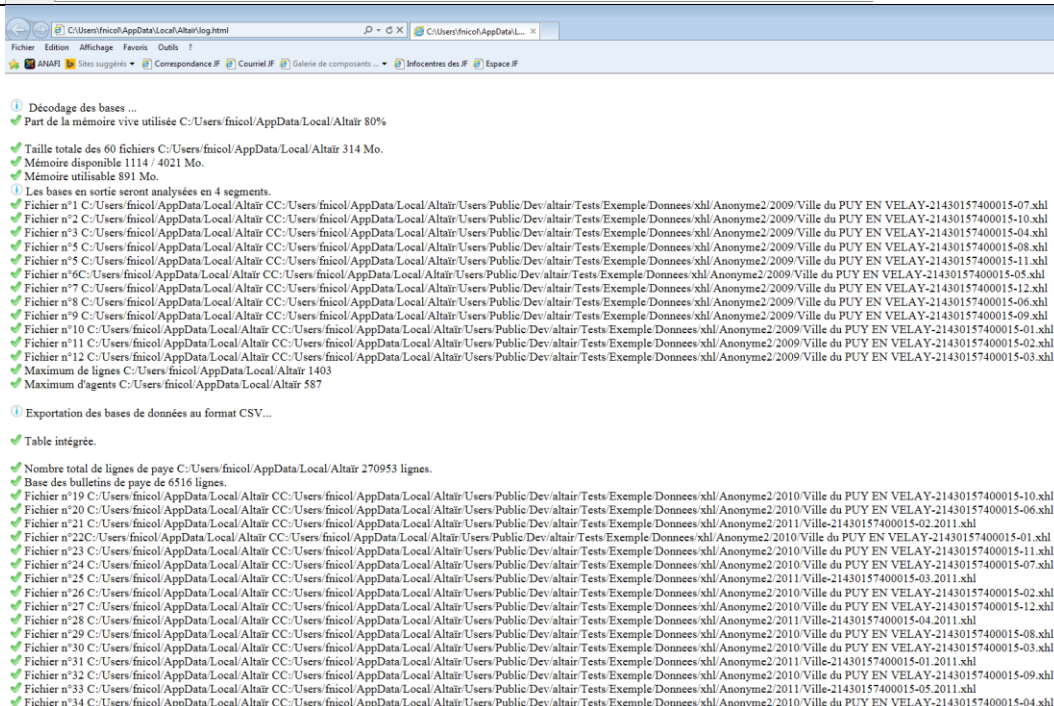 C:\Users\fnicol\AppData\Local\Altaïr\log.html
C:\Users\fnicol\AppData\L...
Fichier Edition Affichage Favoris Outils ?
ANAFI Sites suggérés Correspondance JF Courriel JF Galerie de composants ... Infocentres des JF Espace JF
Décodage des bases ...
Part de la mémoire vive utilisée C:/Users/fnicol/AppData/Local/Altaïr 80%
Taille totale des 60 fichiers C:/Users/fnicol/AppData/Local/Altaïr 314 Mo.
Mémoire disponible 1114 / 4021 Mo.
Mémoire utilisable 891 Mo.
Les bases en sortie seront analysées en 4 segments.
Fichier n°1 C:/Users/fnicol/AppData/Local/Altaïr CC:/Users/fnicol/AppData/Local/Altaïr/Users/Public/Dev/altair/Tests/Exemple/Donnees/xhl/Anonyme2/2009/Ville du PUY EN VELAY-21430157400015-07.xhl
Fichier n°2 C:/Users/fnicol/AppData/Local/Altaïr CC:/Users/fnicol/AppData/Local/Altaïr/Users/Public/Dev/altair/Tests/Exemple/Donnees/xhl/Anonyme2/2009/Ville du PUY EN VELAY-21430157400015-10.xhl
Fichier n°3 C:/Users/fnicol/AppData/Local/Altaïr CC:/Users/fnicol/AppData/Local/Altaïr/Users/Public/Dev/altair/Tests/Exemple/Donnees/xhl/Anonyme2/2009/Ville du PUY EN VELAY-21430157400015-04.xhl
Fichier n°5 C:/Users/fnicol/AppData/Local/Altaïr CC:/Users/fnicol/AppData/Local/Altaïr/Users/Public/Dev/altair/Tests/Exemple/Donnees/xhl/Anonyme2/2009/Ville du PUY EN VELAY-21430157400015-08.xhl
Fichier n°5 C:/Users/fnicol/AppData/Local/Altaïr CC:/Users/fnicol/AppData/Local/Altaïr/Users/Public/Dev/altair/Tests/Exemple/Donnees/xhl/Anonyme2/2009/Ville du PUY EN VELAY-21430157400015-11.xhl
Fichier n°6C:/Users/fnicol/AppData/Local/Altaïr CC:/Users/fnicol/AppData/Local/Altaïr/Users/Public/Dev/altair/Tests/Exemple/Donnees/xhl/Anonyme2/2009/Ville du PUY EN VELAY-21430157400015-05.xhl
Fichier n°7 C:/Users/fnicol/AppData/Local/Altaïr CC:/Users/fnicol/AppData/Local/Altaïr/Users/Public/Dev/altair/Tests/Exemple/Donnees/xhl/Anonyme2/2009/Ville du PUY EN VELAY-21430157400015-12.xhl
Fichier n°8 C:/Users/fnicol/AppData/Local/Altaïr CC:/Users/fnicol/AppData/Local/Altaïr/Users/Public/Dev/altair/Tests/Exemple/Donnees/xhl/Anonyme2/2009/Ville du PUY EN VELAY-21430157400015-06.xhl
Fichier n°9 C:/Users/fnicol/AppData/Local/Altaïr CC:/Users/fnicol/AppData/Local/Altaïr/Users/Public/Dev/altair/Tests/Exemple/Donnees/xhl/Anonyme2/2009/Ville du PUY EN VELAY-21430157400015-09.xhl
Fichier n°10 C:/Users/fnicol/AppData/Local/Altaïr CC:/Users/fnicol/AppData/Local/Altaïr/Users/Public/Dev/altair/Tests/Exemple/Donnees/xhl/Anonyme2/2009/Ville du PUY EN VELAY-21430157400015-01.xhl
Fichier n°11 C:/Users/fnicol/AppData/Local/Altaïr CC:/Users/fnicol/AppData/Local/Altaïr/Users/Public/Dev/altair/Tests/Exemple/Donnees/xhl/Anonyme2/2009/Ville du PUY EN VELAY-21430157400015-02.xhl
Fichier n°12 C:/Users/fnicol/AppData/Local/Altaïr CC:/Users/fnicol/AppData/Local/Altaïr/Users/Public/Dev/altair/Tests/Exemple/Donnees/xhl/Anonyme2/2009/Ville du PUY EN VELAY-21430157400015-03.xhl
Maximum de lignes C:/Users/fnicol/AppData/Local/Altaïr 1403
Maximum d'agents C:/Users/fnicol/AppData/Local/Altaïr 587
Exportation des bases de données au format CSV...
Table intégrée.
Nombre total de lignes de paye C:/Users/fnicol/AppData/Local/Altaïr 270953 lignes.
Base des bulletins de paye de 6516 lignes.
Fichier n°19 C:/Users/fnicol/AppData/Local/Altaïr CC:/Users/fnicol/AppData/Local/Altaïr/Users/Public/Dev/altair/Tests/Exemple/Donnees/xhl/Anonyme2/2010/Ville du PUY EN VELAY-21430157400015-10.xhl
Fichier n°20 C:/Users/fnicol/AppData/Local/Altaïr CC:/Users/fnicol/AppData/Local/Altaïr/Users/Public/Dev/altair/Tests/Exemple/Donnees/xhl/Anonyme2/2010/Ville du PUY EN VELAY-21430157400015-06.xhl
Fichier n°21 C:/Users/fnicol/AppData/Local/Altaïr CC:/Users/fnicol/AppData/Local/Altaïr/Users/Public/Dev/altair/Tests/Exemple/Donnees/xhl/Anonyme2/2011/Ville-21430157400015-02.2011.xhl
Fichier n°22C:/Users/fnicol/AppData/Local/Altaïr CC:/Users/fnicol/AppData/Local/Altaïr/Users/Public/Dev/altair/Tests/Exemple/Donnees/xhl/Anonyme2/2010/Ville du PUY EN VELAY-21430157400015-01.xhl
Fichier n°23 C:/Users/fnicol/AppData/Local/Altaïr CC:/Users/fnicol/AppData/Local/Altaïr/Users/Public/Dev/altair/Tests/Exemple/Donnees/xhl/Anonyme2/2010/Ville du PUY EN VELAY-21430157400015-11.xhl
Fichier n°24 C:/Users/fnicol/AppData/Local/Altaïr CC:/Users/fnicol/AppData/Local/Altaïr/Users/Public/Dev/altair/Tests/Exemple/Donnees/xhl/Anonyme2/2010/Ville du PUY EN VELAY-21430157400015-07.xhl
Fichier n°25 C:/Users/fnicol/AppData/Local/Altaïr CC:/Users/fnicol/AppData/Local/Altaïr/Users/Public/Dev/altair/Tests/Exemple/Donnees/xhl/Anonyme2/2011/Ville-21430157400015-03.2011.xhl
Fichier n°26 C:/Users/fnicol/AppData/Local/Altaïr CC:/Users/fnicol/AppData/Local/Altaïr/Users/Public/Dev/altair/Tests/Exemple/Donnees/xhl/Anonyme2/2010/Ville du PUY EN VELAY-21430157400015-02.xhl
Fichier n°27 C:/Users/fnicol/AppData/Local/Altaïr CC:/Users/fnicol/AppData/Local/Altaïr/Users/Public/Dev/altair/Tests/Exemple/Donnees/xhl/Anonyme2/2010/Ville du PUY EN VELAY-21430157400015-12.xhl
Fichier n°28 C:/Users/fnicol/AppData/Local/Altaïr CC:/Users/fnicol/AppData/Local/Altaïr/Users/Public/Dev/altair/Tests/Exemple/Donnees/xhl/Anonyme2/2011/Ville-21430157400015-04.2011.xhl
Fichier n°29 C:/Users/fnicol/AppData/Local/Altaïr CC:/Users/fnicol/AppData/Local/Altaïr/Users/Public/Dev/altair/Tests/Exemple/Donnees/xhl/Anonyme2/2010/Ville du PUY EN VELAY-21430157400015-08.xhl
Fichier n°30 C:/Users/fnicol/AppData/Local/Altaïr CC:/Users/fnicol/AppData/Local/Altaïr/Users/Public/Dev/altair/Tests/Exemple/Donnees/xhl/Anonyme2/2010/Ville du PUY EN VELAY-21430157400015-03.xhl
Fichier n°31 C:/Users/fnicol/AppData/Local/Altaïr CC:/Users/fnicol/AppData/Local/Altaïr/Users/Public/Dev/altair/Tests/Exemple/Donnees/xhl/Anonyme2/2011/Ville-21430157400015-01.2011.xhl
Fichier n°32 C:/Users/fnicol/AppData/Local/Altaïr CC:/Users/fnicol/AppData/Local/Altaïr/Users/Public/Dev/altair/Tests/Exemple/Donnees/xhl/Anonyme2/2010/Ville du PUY EN VELAY-21430157400015-09.xhl
Fichier n°33 C:/Users/fnicol/AppData/Local/Altaïr CC:/Users/fnicol/AppData/Local/Altaïr/Users/Public/Dev/altair/Tests/Exemple/Donnees/xhl/Anonyme2/2011/Ville-21430157400015-05.2011.xhl
Fichier n°34 C:/Users/fnicol/AppData/Local/Altaïr CC:/Users/fnicol/AppData/Local/Altaïr/Users/Public/Dev/altair/Tests/Exemple/Donnees/xhl/Anonyme2/2010/Ville du PUY EN VELAY-21430157400015-04.xhl